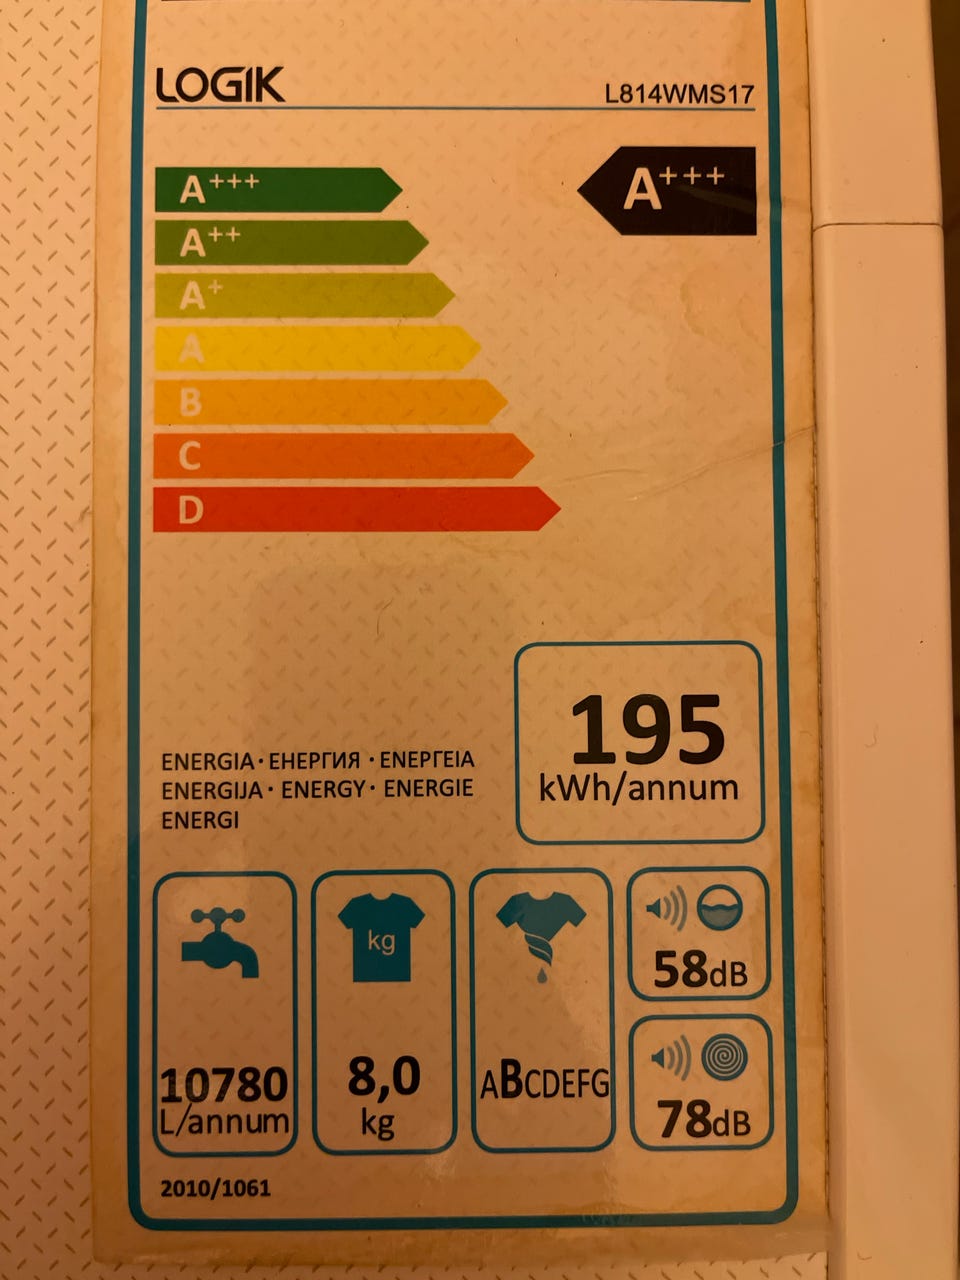 LOGIK
L814WMS17
A+++
A+++
A++
A+
A
B
C
D
195
kWh/annum
ENERGIA · ЕНЕРГИЯ · ΕΝΕΡΓΕΙΑ
ENERGIJA · ENERGY · ENERGIE
ENERGI
10780
L/annum
kg
8,0
kg
ABCDEFG
58dB
78dB
2010/1061